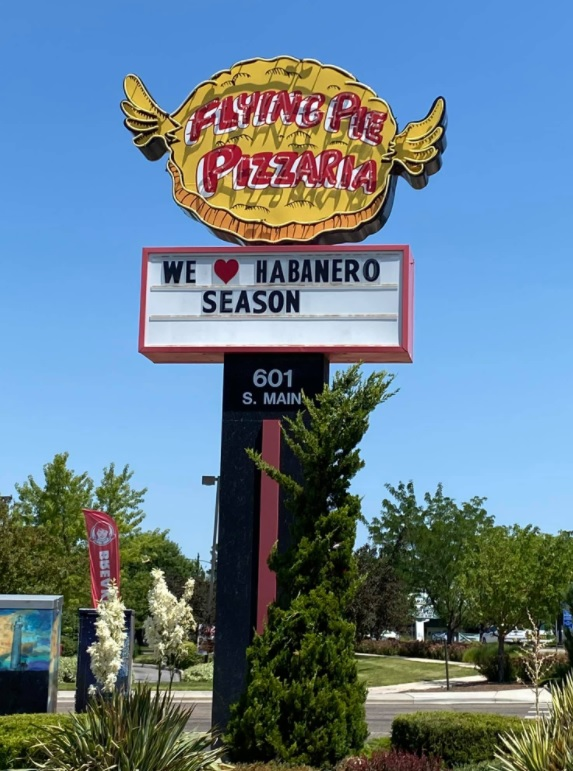 FLYING PIE
PIZZARIA
WE ❤ HABANERO
SEASON
601
S. MAIN